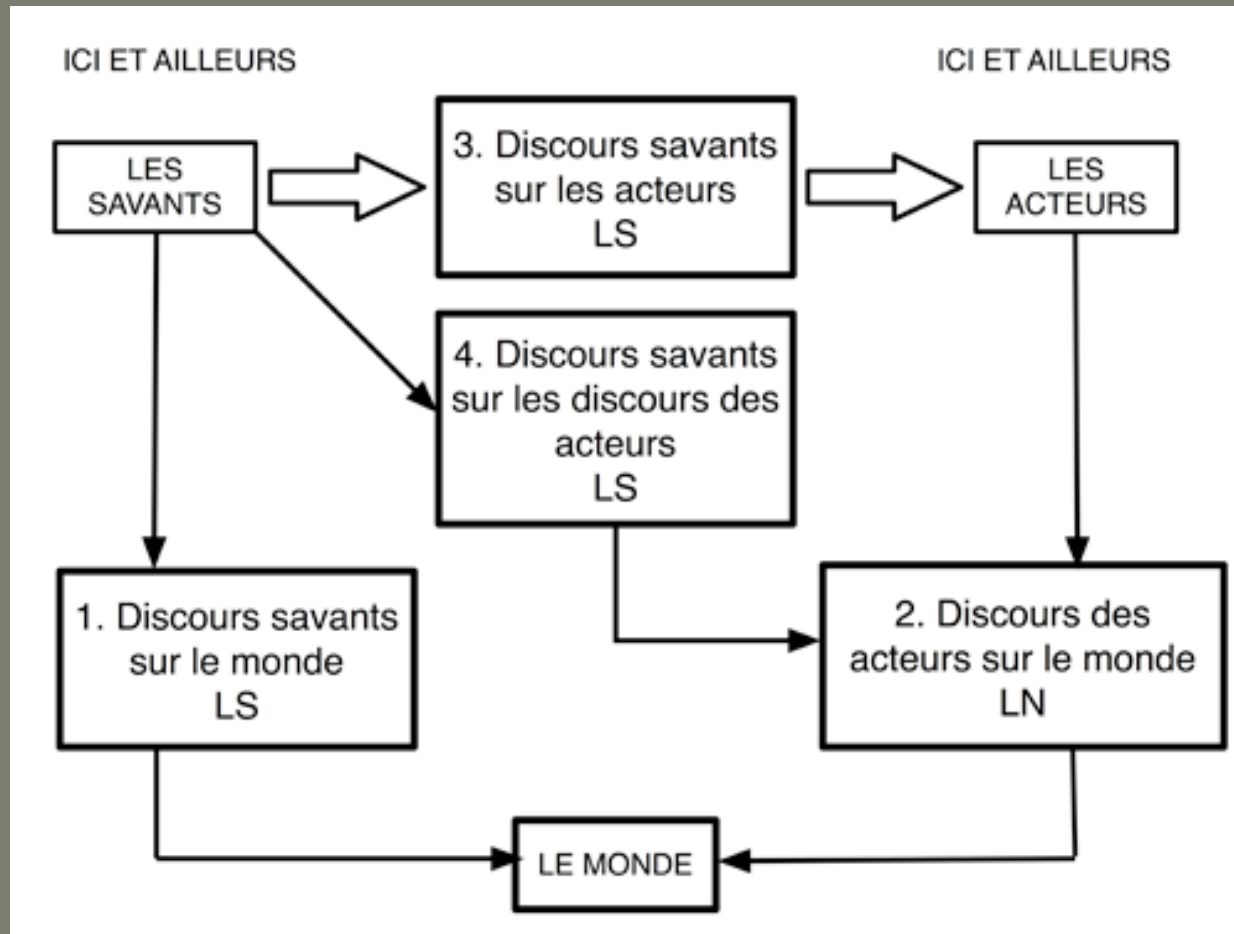 ICI ET AILLEURS
ICI ET AILLEURS
LES
SAVANTS
3. Discours savants
sur les acteurs
LS
LES
ACTEURS
4. Discours savants
sur les discours des
acteurs
LS
1. Discours savants
sur le monde
LS
2. Discours des
acteurs sur le monde
LN
LE MONDE